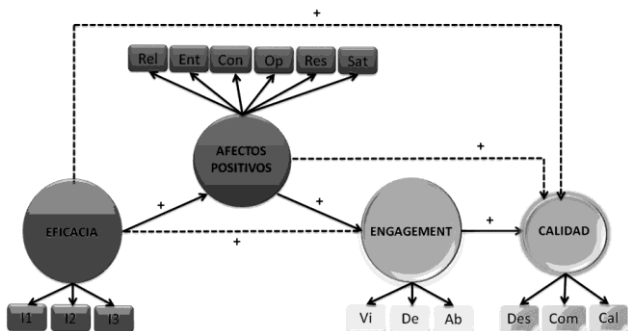 +
Rel Ent Con Op Res Sat
AFECTOS
POSITIVOS
+
+
+
EFICACIA
ENGAGEMENT
+
CALIDAD
+
I1 I2 I3
Vi De Ab
Des Com Cal